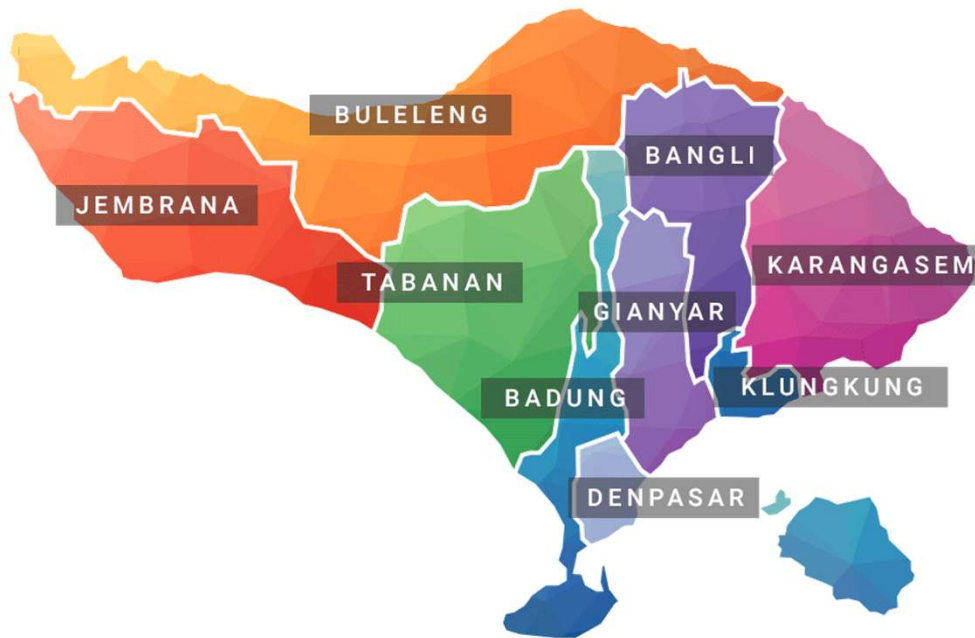 BULELENG
BANGLI
JEMBRANA
KARANGASEM
TABANAN
GIANYAR
KLUNGKUNG
BADUNG
DENPASAR